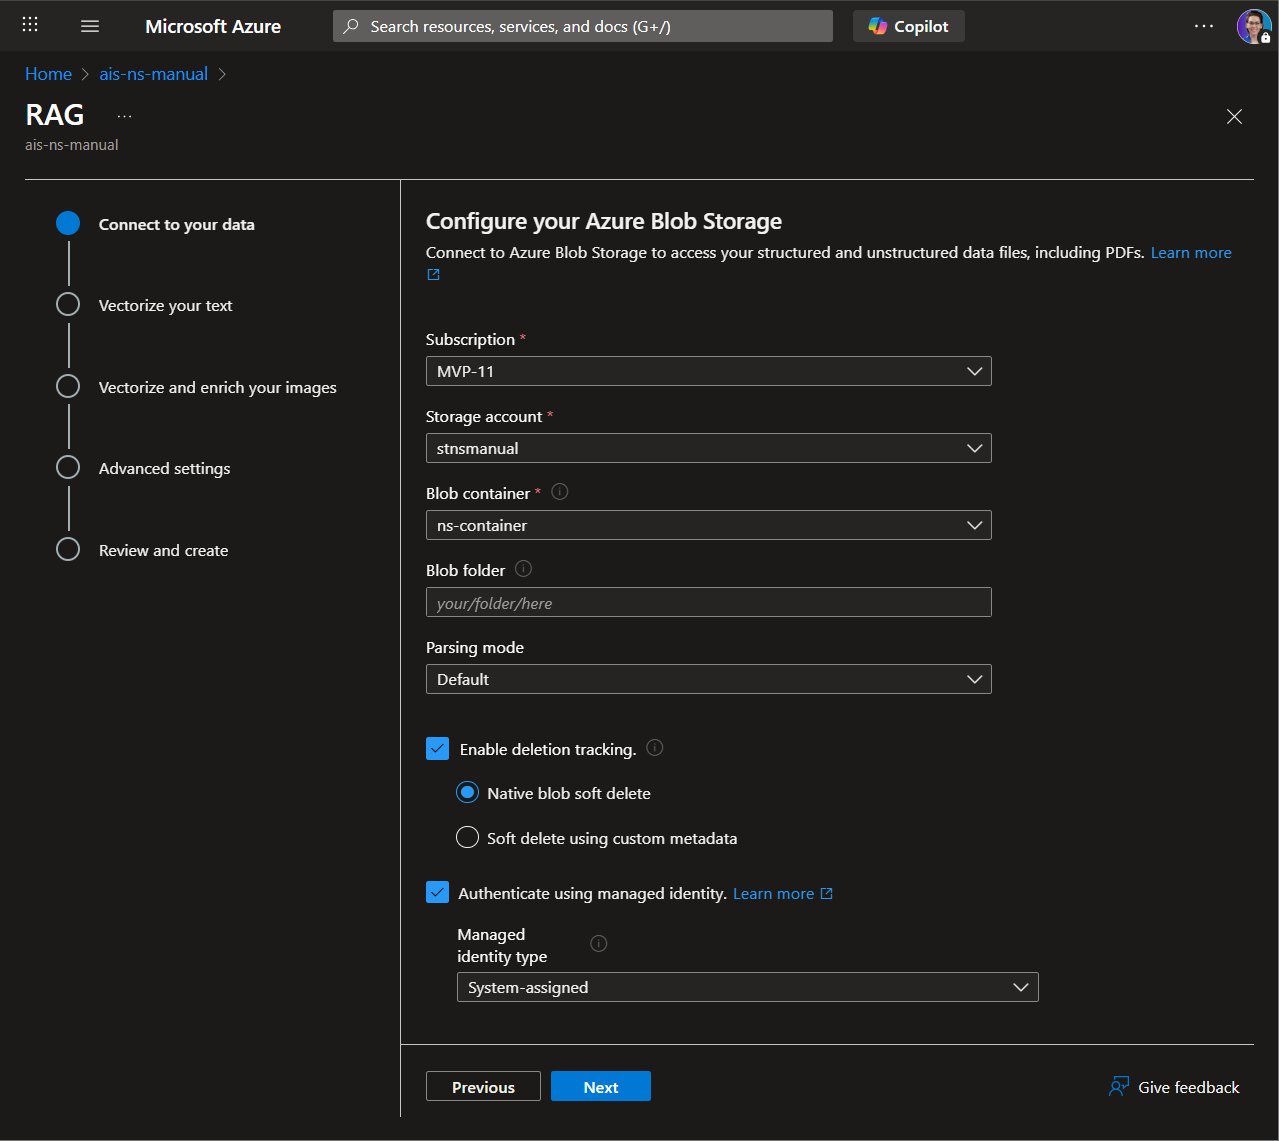 Microsoft Azure
Search resources, services, and docs (G+/)
Copilot
Home > ais-ns-manual >
RAG ...
ais-ns-manual
Connect to your data
Vectorize your text
Vectorize and enrich your images
Advanced settings
Review and create
Configure your Azure Blob Storage
Connect to Azure Blob Storage to access your structured and unstructured data files, including PDFs. Learn more
Subscription *
MVP-11
Storage account *
stnsmanual
Blob container *
ns-container
Blob folder
your/folder/here
Parsing mode
Default
Enable deletion tracking.
Native blob soft delete
Soft delete using custom metadata
Authenticate using managed identity. Learn more
Managed
identity type
System-assigned
Previous
Next
Give feedback